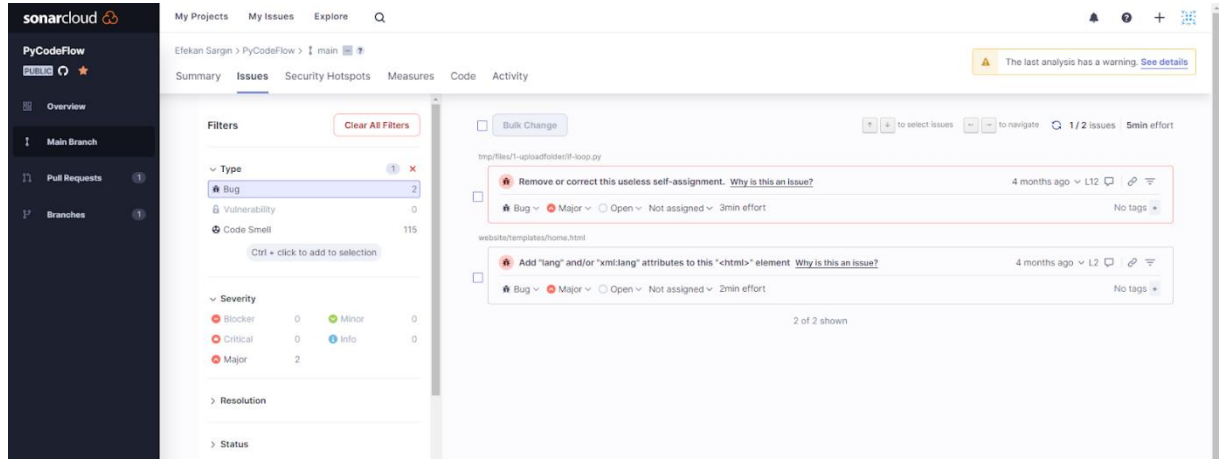 sonarcloud
My Projects My Issues Explore
PyCodeFlow
PUBLIC
Efekan Sargın > PyCodeFlow > main ?
Summary Issues Security Hotspots Measures Code Activity
The last analysis has a warning. See details
Overview
Main Branch
Pull Requests 1
Branches 1
Filters Clear All Filters
Type 1
Bug 2
Vulnerability 0
Code Smell 115
Ctrl + click to add to selection
Severity
Blocker 0 Minor 0
Critical 0 Info 0
Major 2
Resolution
Status
Bulk Change to select issues to navigate 1 / 2 issues 5min effort
tmp/files/1-uploadfolder/if-loop.py
Remove or correct this useless self-assignment. Why is this an issue? 4 months ago L12
Bug Major Open Not assigned 3min effort No tags +
website/templates/home.html
Add "lang" and/or "xml:lang" attributes to this "<html>" element Why is this an issue? 4 months ago L2
Bug Major Open Not assigned 2min effort No tags +
2 of 2 shown